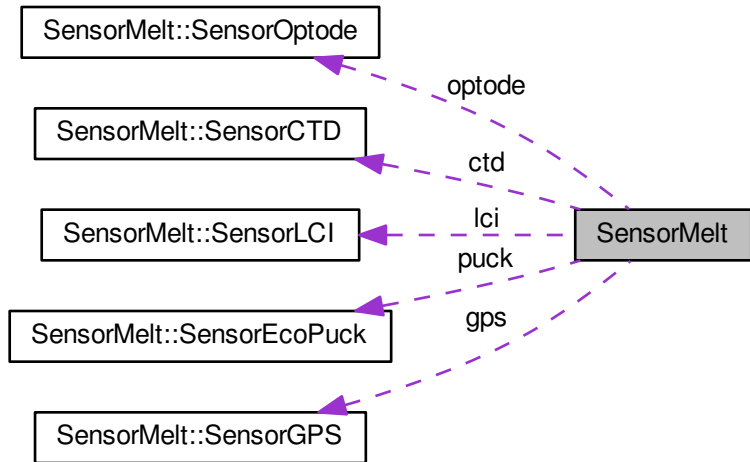 SensorMelt::SensorOptode
optode
SensorMelt::SensorCTD
ctd
SensorMelt::SensorLCI
lci
SensorMelt
puck
SensorMelt::SensorEcoPuck
gps
SensorMelt::SensorGPS